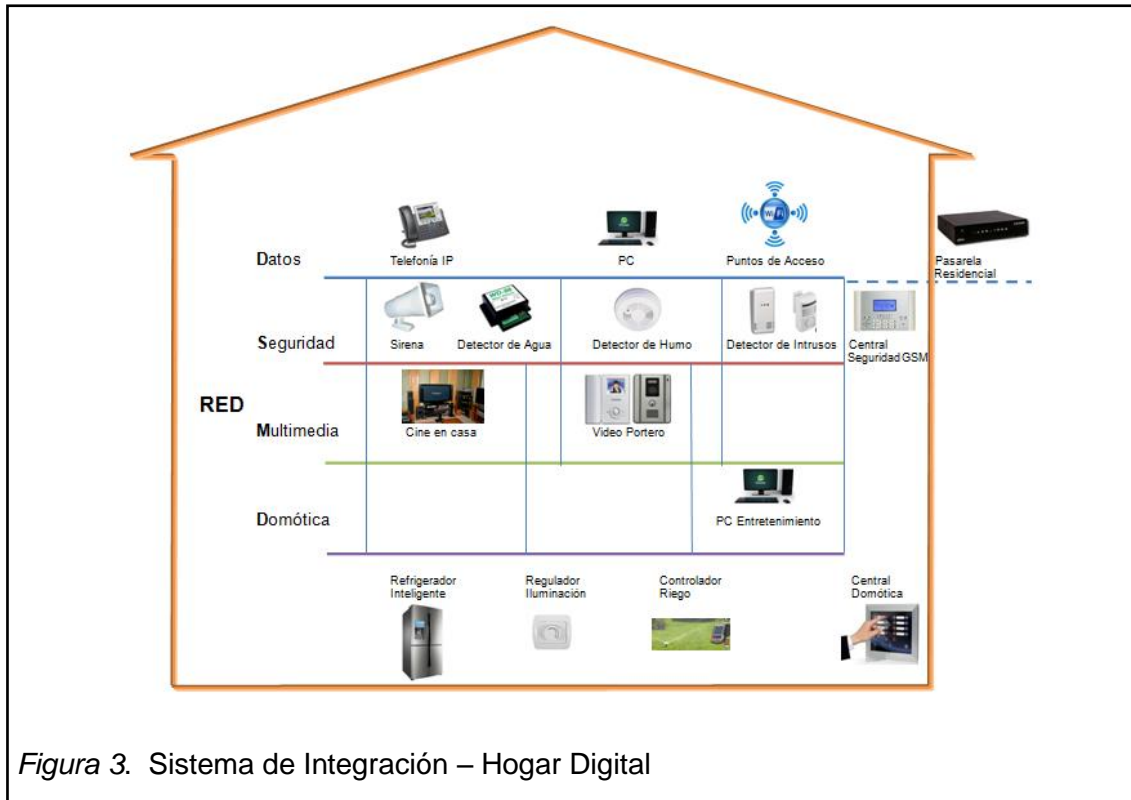 Datos
Telefonía IP
PC
Wi Fi
Puntos de Acceso
Pasarela
Residencial
Seguridad
Sirena
Detector de Agua
Detector de Humo
Detector de Intrusos
Central
Seguridad GSM
RED
Multimedia
Cine en casa
Video Portero
Domótica
PC Entretenimiento
Refrigerador
Inteligente
Regulador
Iluminación
Controlador
Riego
Central
Domótica
Figura 3. Sistema de Integración – Hogar Digital